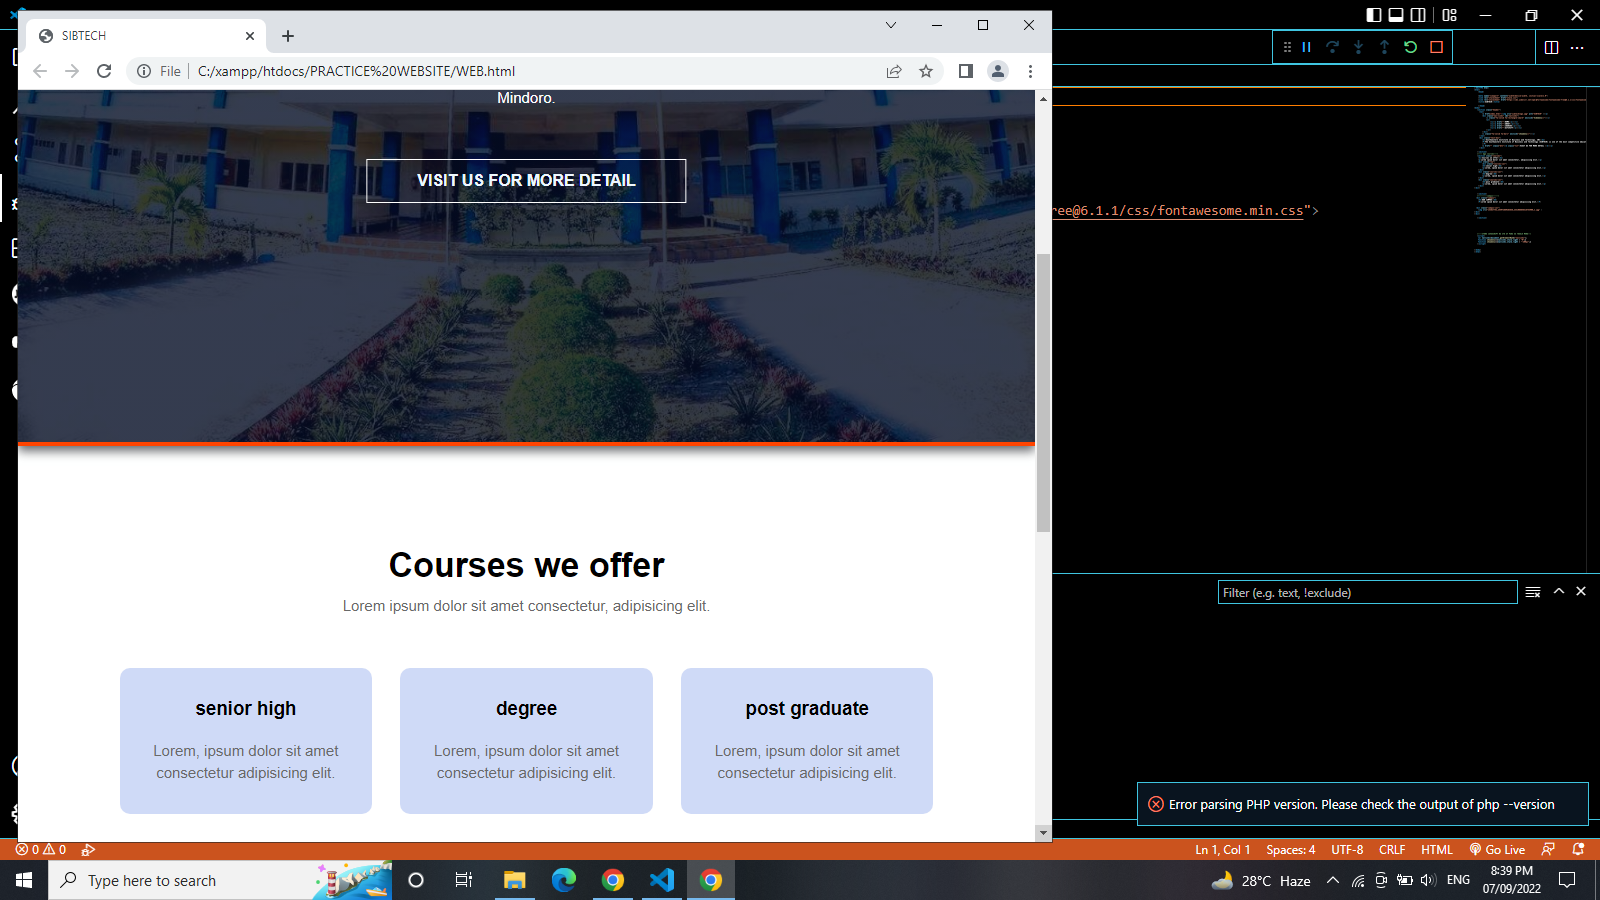 SIBTECH
File
C:/xampp/htdocs/PRACTICE%20WEBSITE/WEB.html
Mindoro.
VISIT US FOR MORE DETAIL
ree@6.1.1/css/fontawesome.min.css">
Courses we offer
Lorem ipsum dolor sit amet consectetur, adipisicing elit.
senior high
Lorem, ipsum dolor sit amet
consectetur adipisicing elit.
degree
Lorem, ipsum dolor sit amet
consectetur adipisicing elit.
post graduate
Lorem, ipsum dolor sit amet
consectetur adipisicing elit.
Filter (e.g. text, !exclude)
Error parsing PHP version. Please check the output of php --version
0 0
Ln 1, Col 1 Spaces: 4 UTF-8 CRLF HTML Go Live
Type here to search
28°C Haze
ENG
8:39 PM
07/09/2022